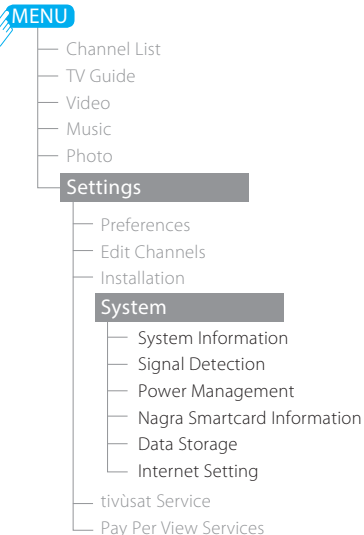 MENU
Channel List
TV Guide
Video
Music
Photo
Settings
Preferences
Edit Channels
Installation
System
System Information
Signal Detection
Power Management
Nagra Smartcard Information
Data Storage
Internet Setting
tivùsat Service
Pay Per View Services